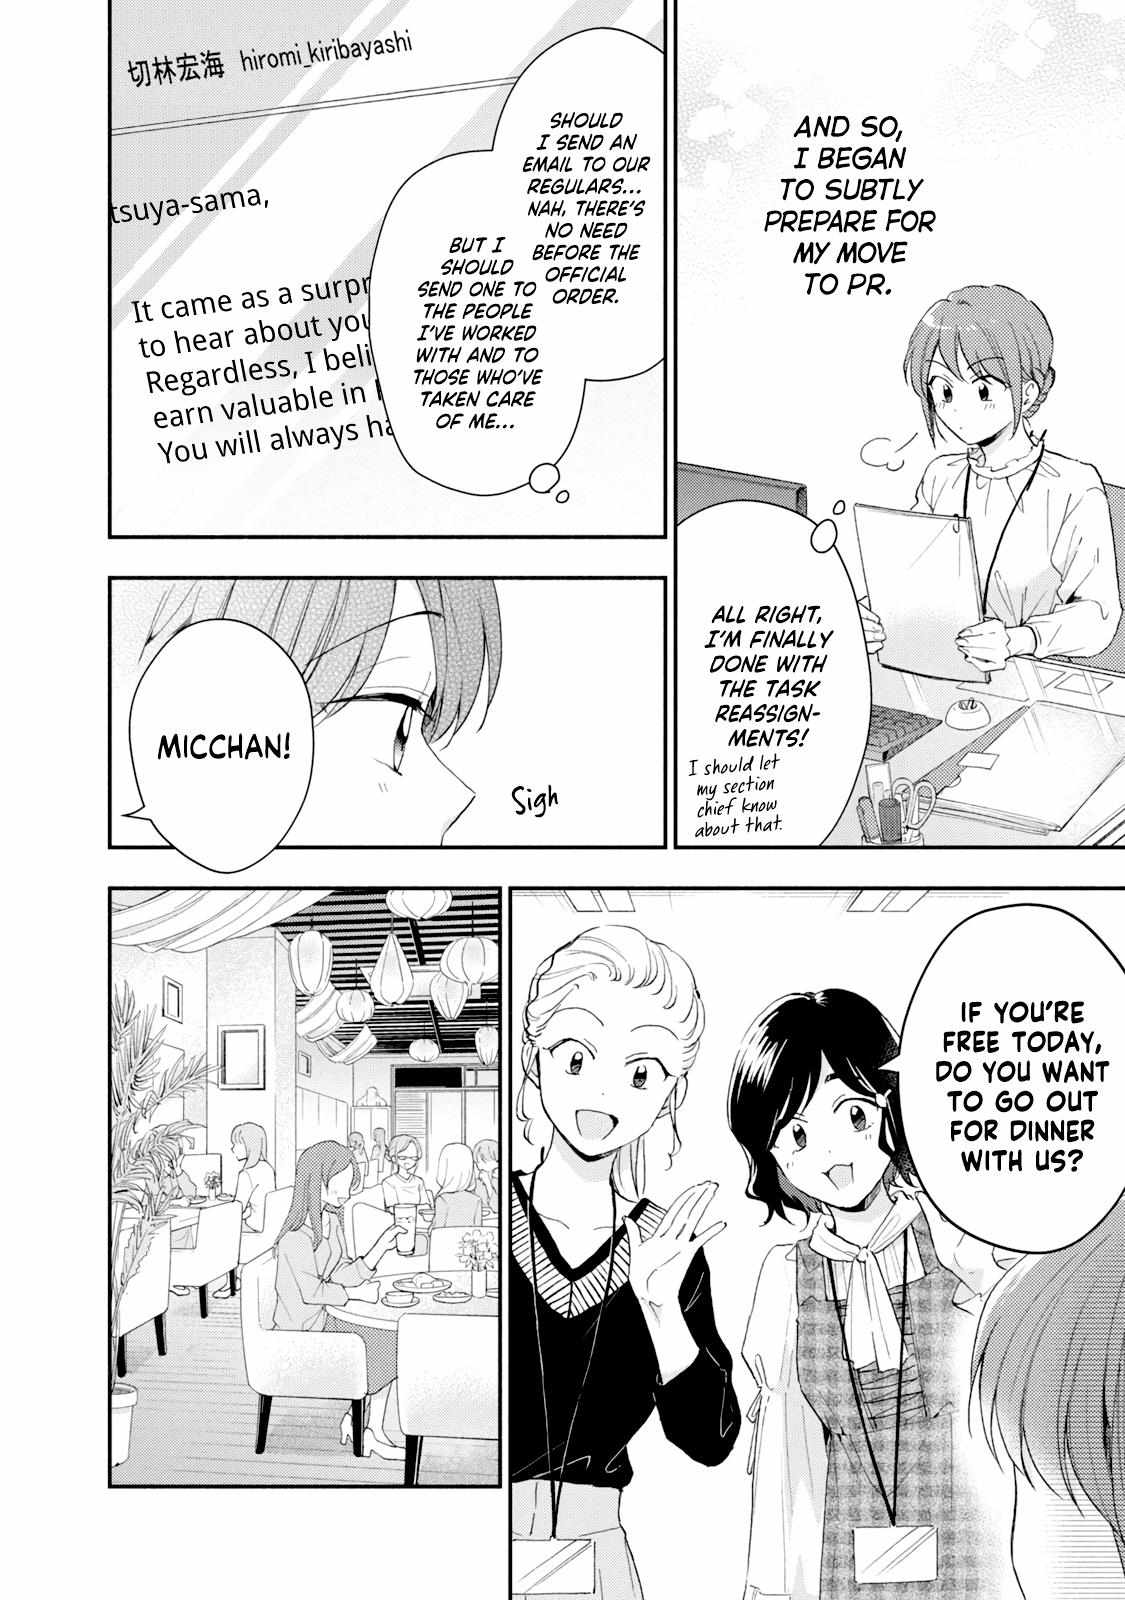 AND SO,
I BEGAN
TO SUBTLY
PREPARE FOR
MY MOVE
TO PR.
ALL RIGHT,
I'M FINALLY
DONE WITH
THE TASK
REASSIGN-
MENTS!
I should let
my section
chief know
about that.
SHOULD
I SEND AN
EMAIL TO OUR
REGULARS...
NAH, THERE'S
NO NEED
BEFORE THE
OFFICIAL
ORDER.
BUT I
SHOULD
SEND ONE TO
THE PEOPLE
I'VE WORKED
WITH AND TO
THOSE WHO'VE
TAKEN CARE
OF ME...
切林宏海 hiromi_kiribayashi
tsuya-sama,
It came as a surpr
to hear about you
Regardless, I beli
earn valuable in
You will always ha
Sigh
MICCHAN!
IF YOU'RE
FREE TODAY,
DO YOU WANT
TO GO OUT
FOR DINNER
WITH US?